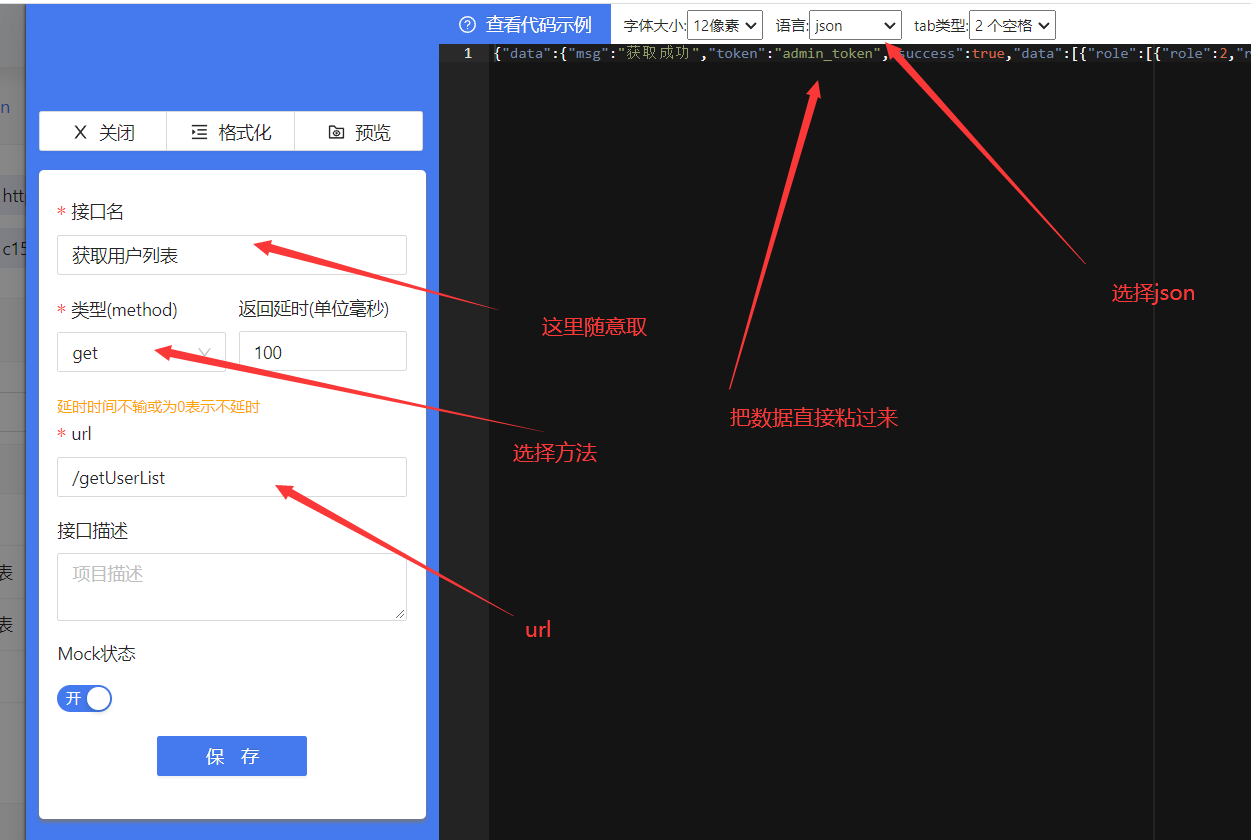 查看代码示例
字体大小: 12像素 语言: json tab类型: 2 个空格
1 {"data":{"msg":"获取成功","token":"admin_token","success":true,"data":[{"role":[{"role":2,"r
n
关闭 格式化 预览
htt
c15
* 接口名
获取用户列表
* 类型(method) 返回延时(单位毫秒)
get 100
延时时间不输或为0表示不延时
* url
/getUserList
接口描述
项目描述
表
表
Mock状态
开
保 存
选择json
这里随意取
把数据直接粘过来
选择方法
url